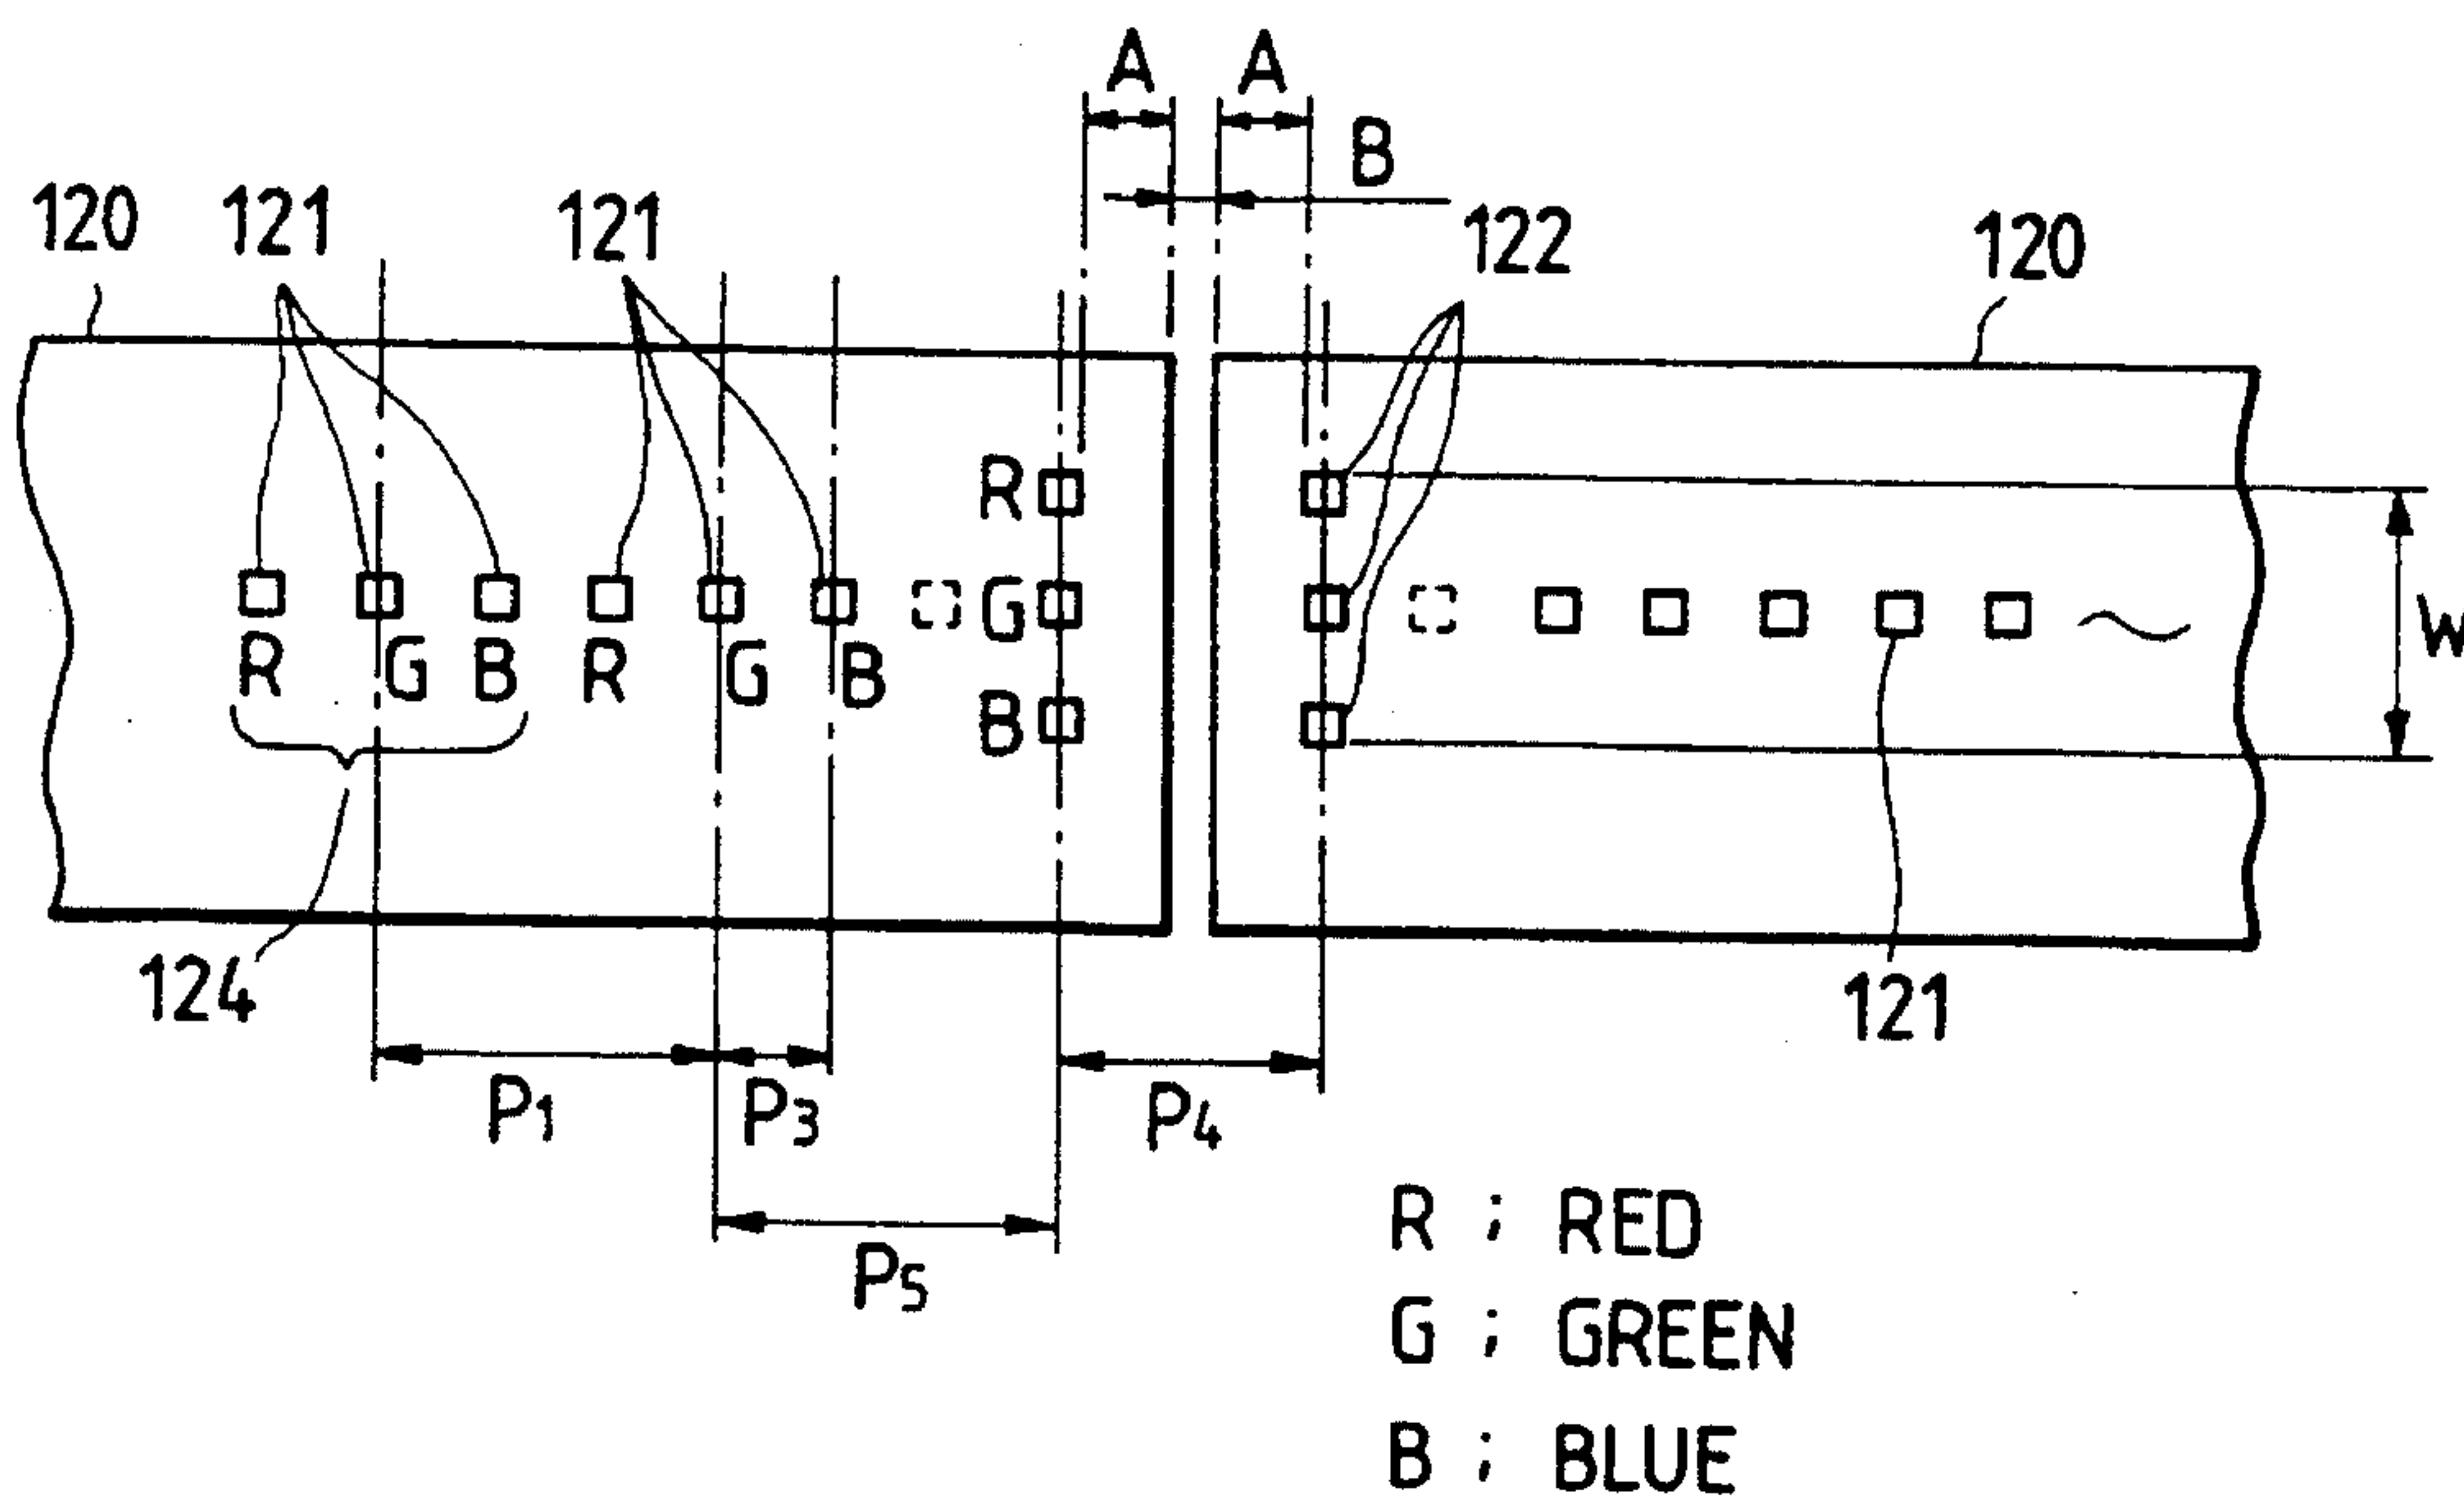 A A
B
120 121 121 122 120
R
G
W
R G B R G B
B
124
121
P1 P3 P4
P5
R ; RED
G ; GREEN
B ; BLUE